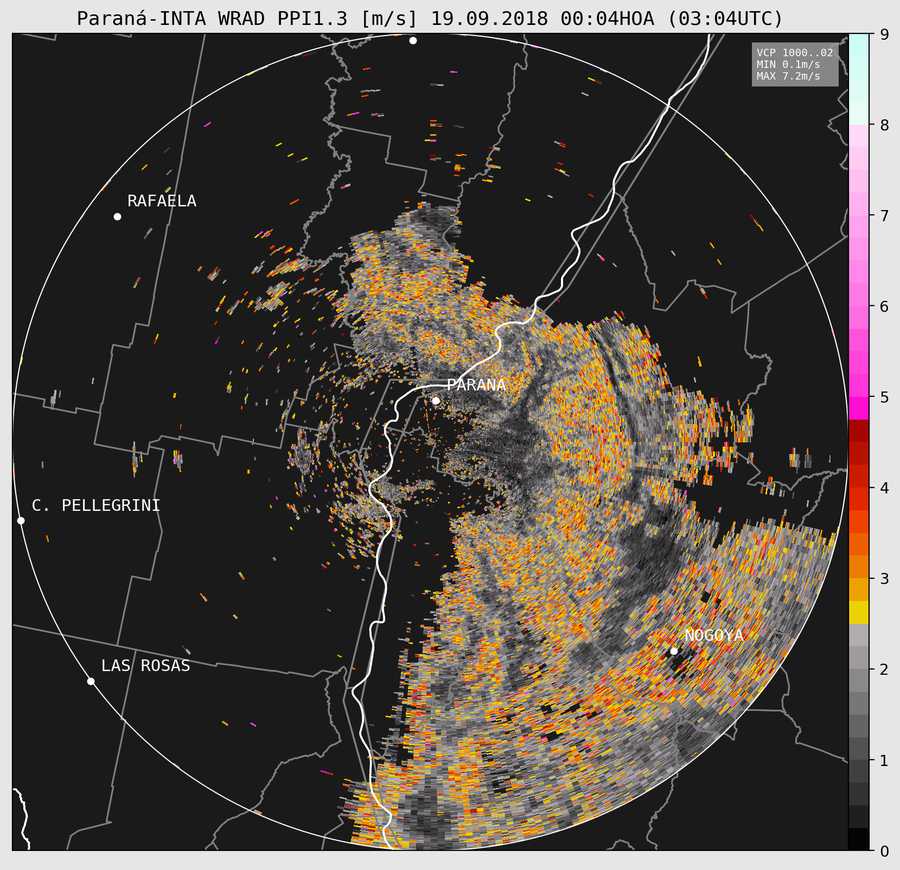 Paraná-INTA WRAD PPI1.3 [m/s] 19.09.2018 00:04HOA (03:04UTC)
VCP 1000..02
MIN 0.1m/s
MAX 7.2m/s
9
8
7
6
5
4
3
2
1
0
RAFAELA
PARANA
C. PELLEGRINI
NOGOYA
LAS ROSAS